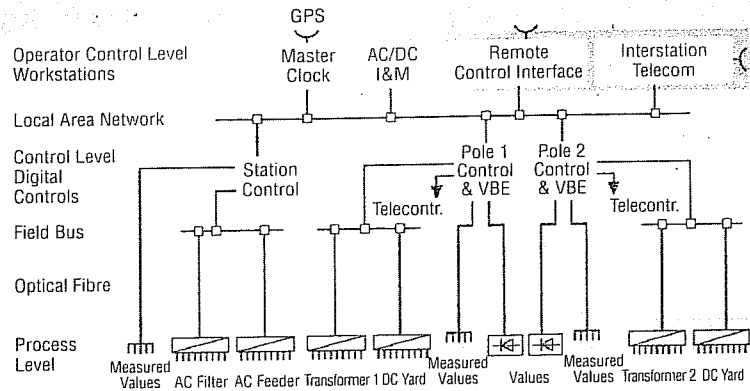 GPS
Operator Control Level
Workstations
Master
Clock
AC/DC
I&M
Remote
Control Interface
Interstation
Telecom
Local Area Network
Control Level
Digital
Controls
Station
Control
Pole 1
Control
& VBE
Pole 2
Control
& VBE
Telecontr.
Telecontr.
Field Bus
Optical Fibre
Process
Level
Measured
Values
AC Filter
AC Feeder
Transformer 1
DC Yard
Measured
Values
Values
Measured
Values
Transformer 2
DC Yard